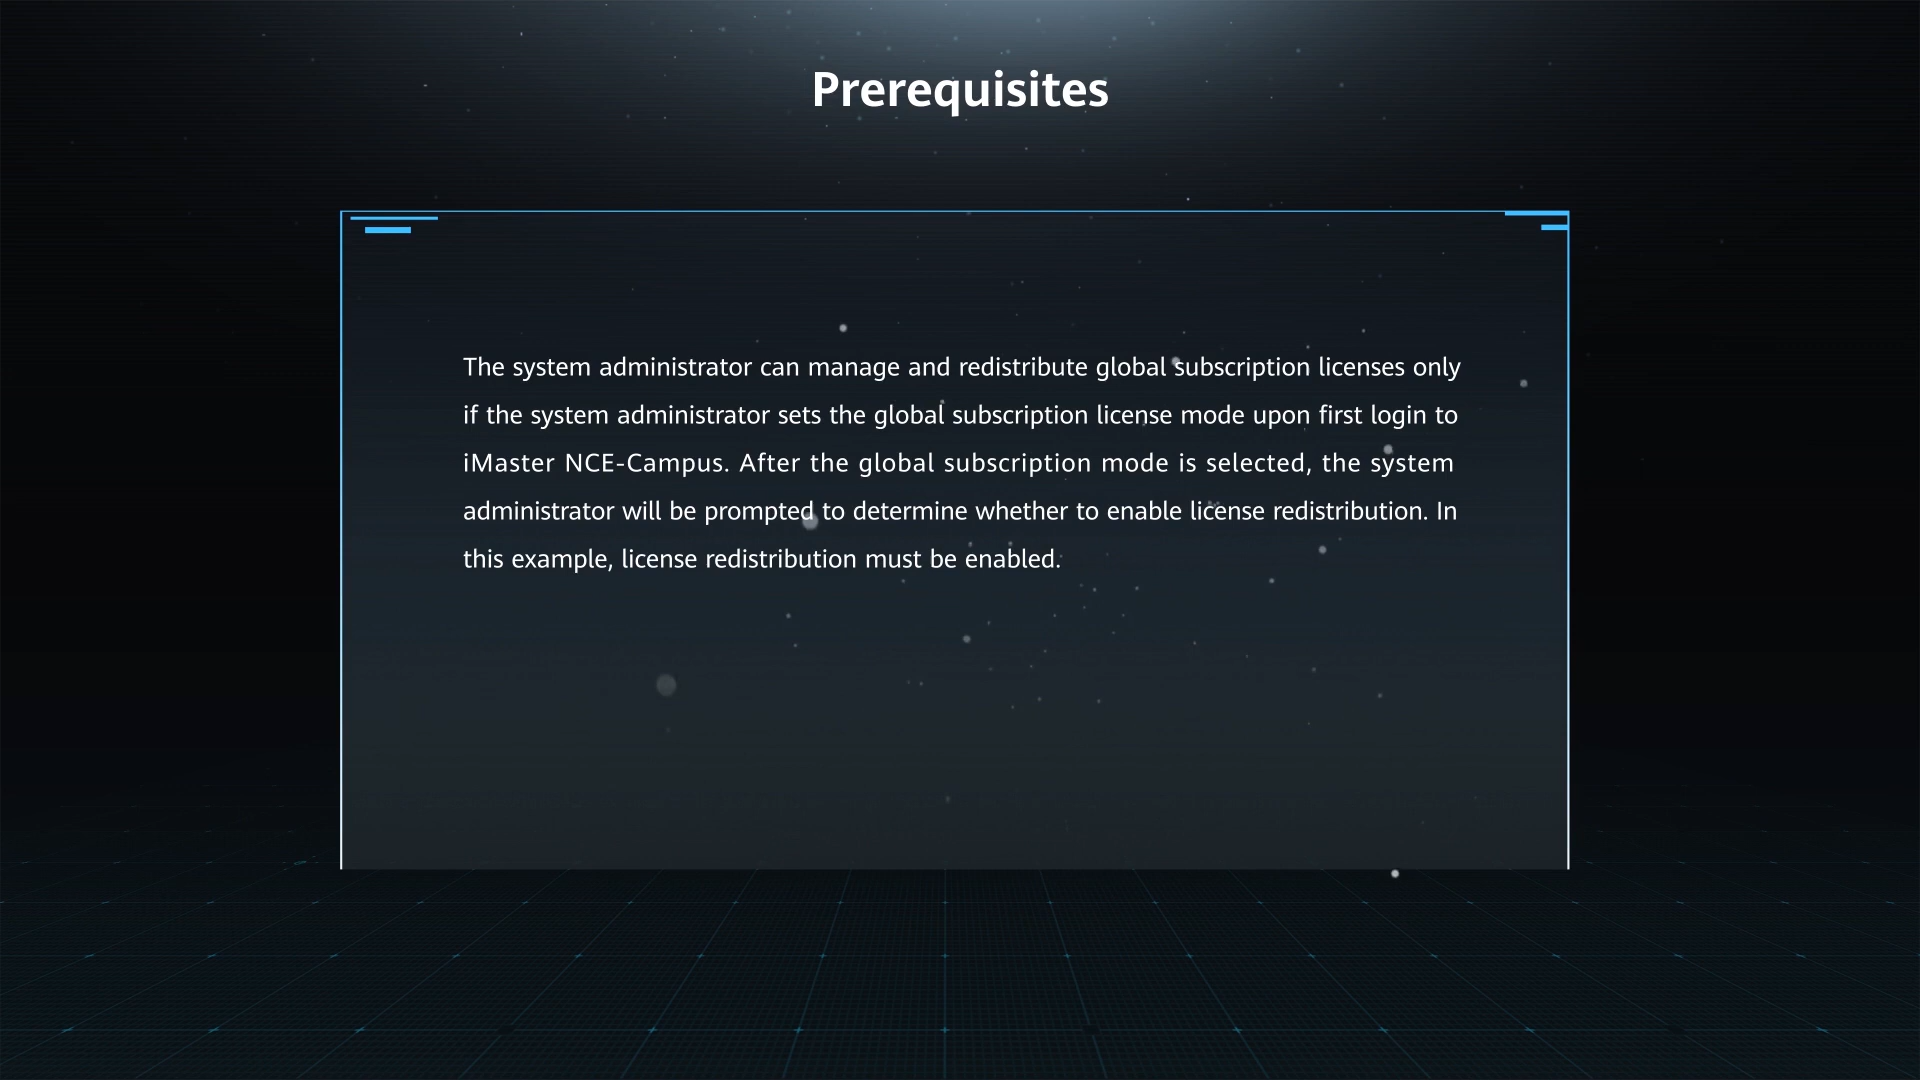 Prerequisites
The system administrator can manage and redistribute global subscription licenses only
if the system administrator sets the global subscription license mode upon first login to
iMaster NCE-Campus. After the global subscription mode is selected, the system
administrator will be prompted to determine whether to enable license redistribution. In
this example, license redistribution must be enabled.